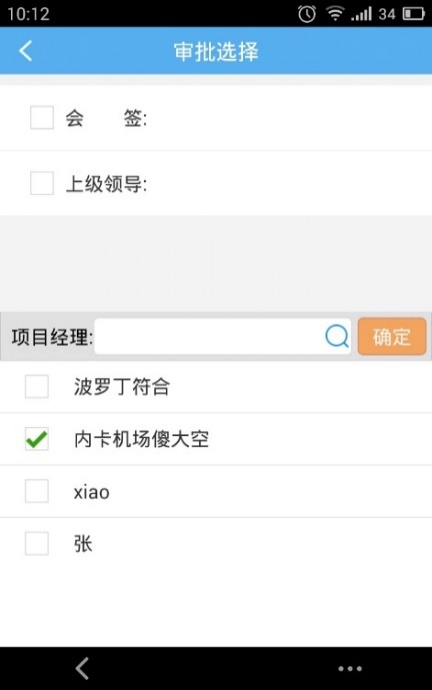 10:12
34
审批选择
会 签:
上级领导:
项目经理:
确定
波罗丁符合
内卡机场傻大空
xiao
张